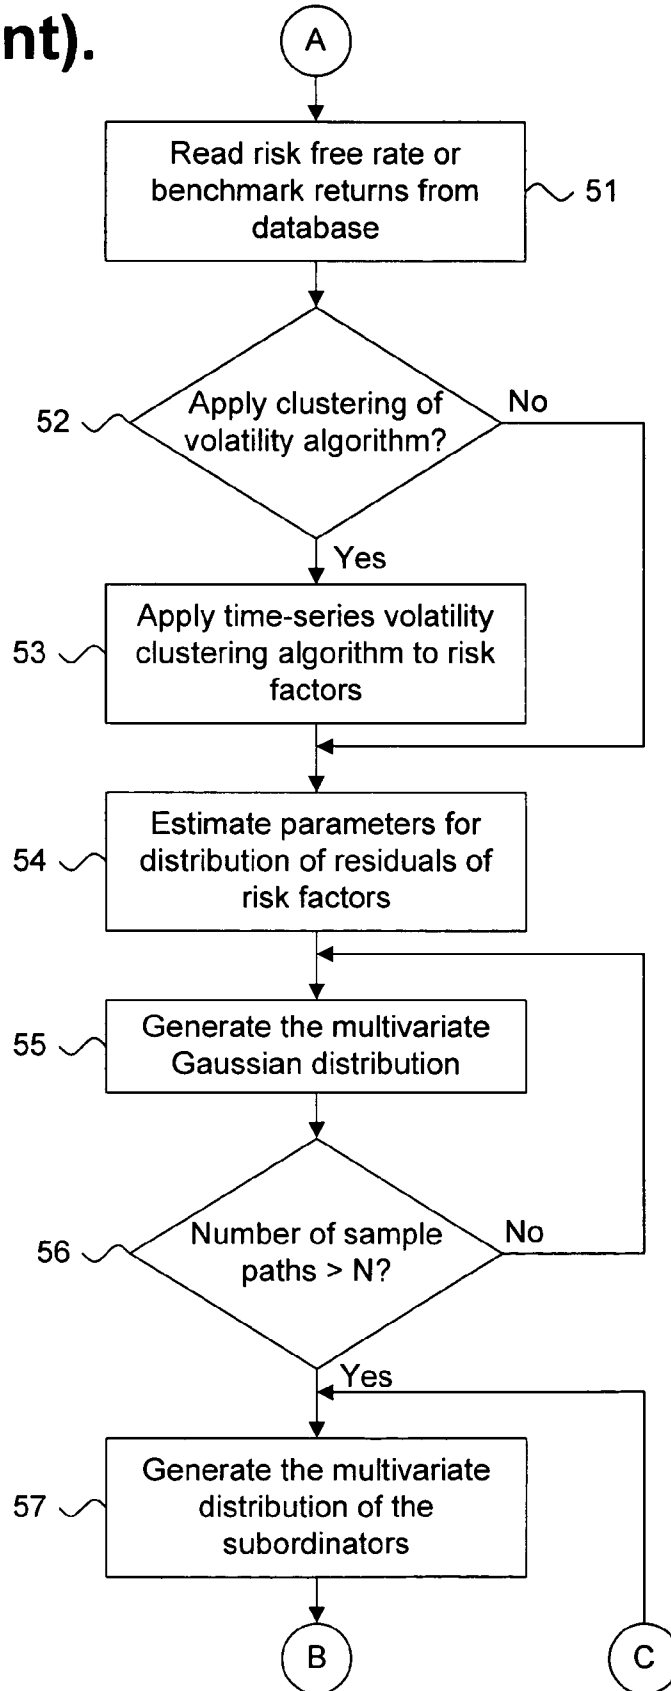 nt).
A
Read risk free rate or
benchmark returns from
database
51
52
Apply clustering of
volatility algorithm?
No
Yes
53
Apply time-series volatility
clustering algorithm to risk
factors
54
Estimate parameters for
distribution of residuals of
risk factors
55
Generate the multivariate
Gaussian distribution
56
Number of sample
paths > N?
No
Yes
57
Generate the multivariate
distribution of the
subordinators
B
C